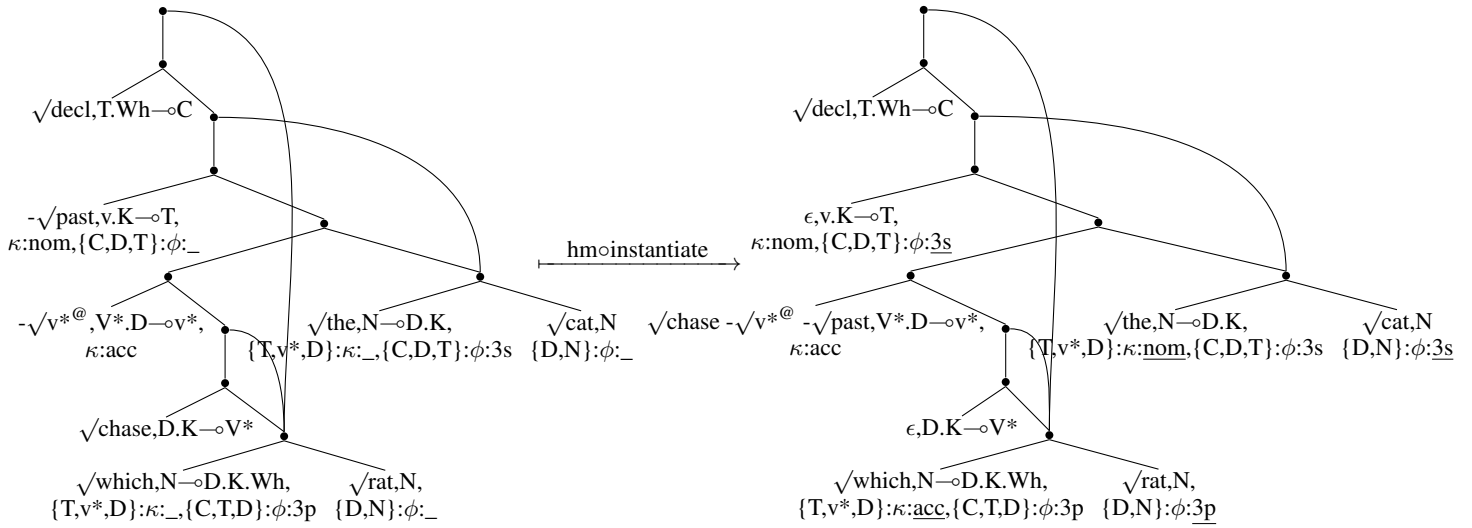 √decl,T.Wh⊸C
-√past,v.K⊸T,
κ:nom,{C,D,T}:ϕ:_
-√v*@,V*.D⊸v*,
κ:acc
√the,N⊸D.K,
{T,v*,D}:κ:_,{C,D,T}:ϕ:3s
√cat,N
{D,N}:ϕ:_
√chase,D.K⊸V*
√which,N⊸D.K.Wh,
{T,v*,D}:κ:_,{C,T,D}:ϕ:3p
√rat,N,
{D,N}:ϕ:_
hm∘instantiate
√decl,T.Wh⊸C
ϵ,v.K⊸T,
κ:nom,{C,D,T}:ϕ:3s
√chase -√v*@ -√past,V*.D⊸v*,
κ:acc
√the,N⊸D.K,
{T,v*,D}:κ:nom,{C,D,T}:ϕ:3s
√cat,N
{D,N}:ϕ:3s
ϵ,D.K⊸V*
√which,N⊸D.K.Wh,
{T,v*,D}:κ:acc,{C,T,D}:ϕ:3p
√rat,N,
{D,N}:ϕ:3p